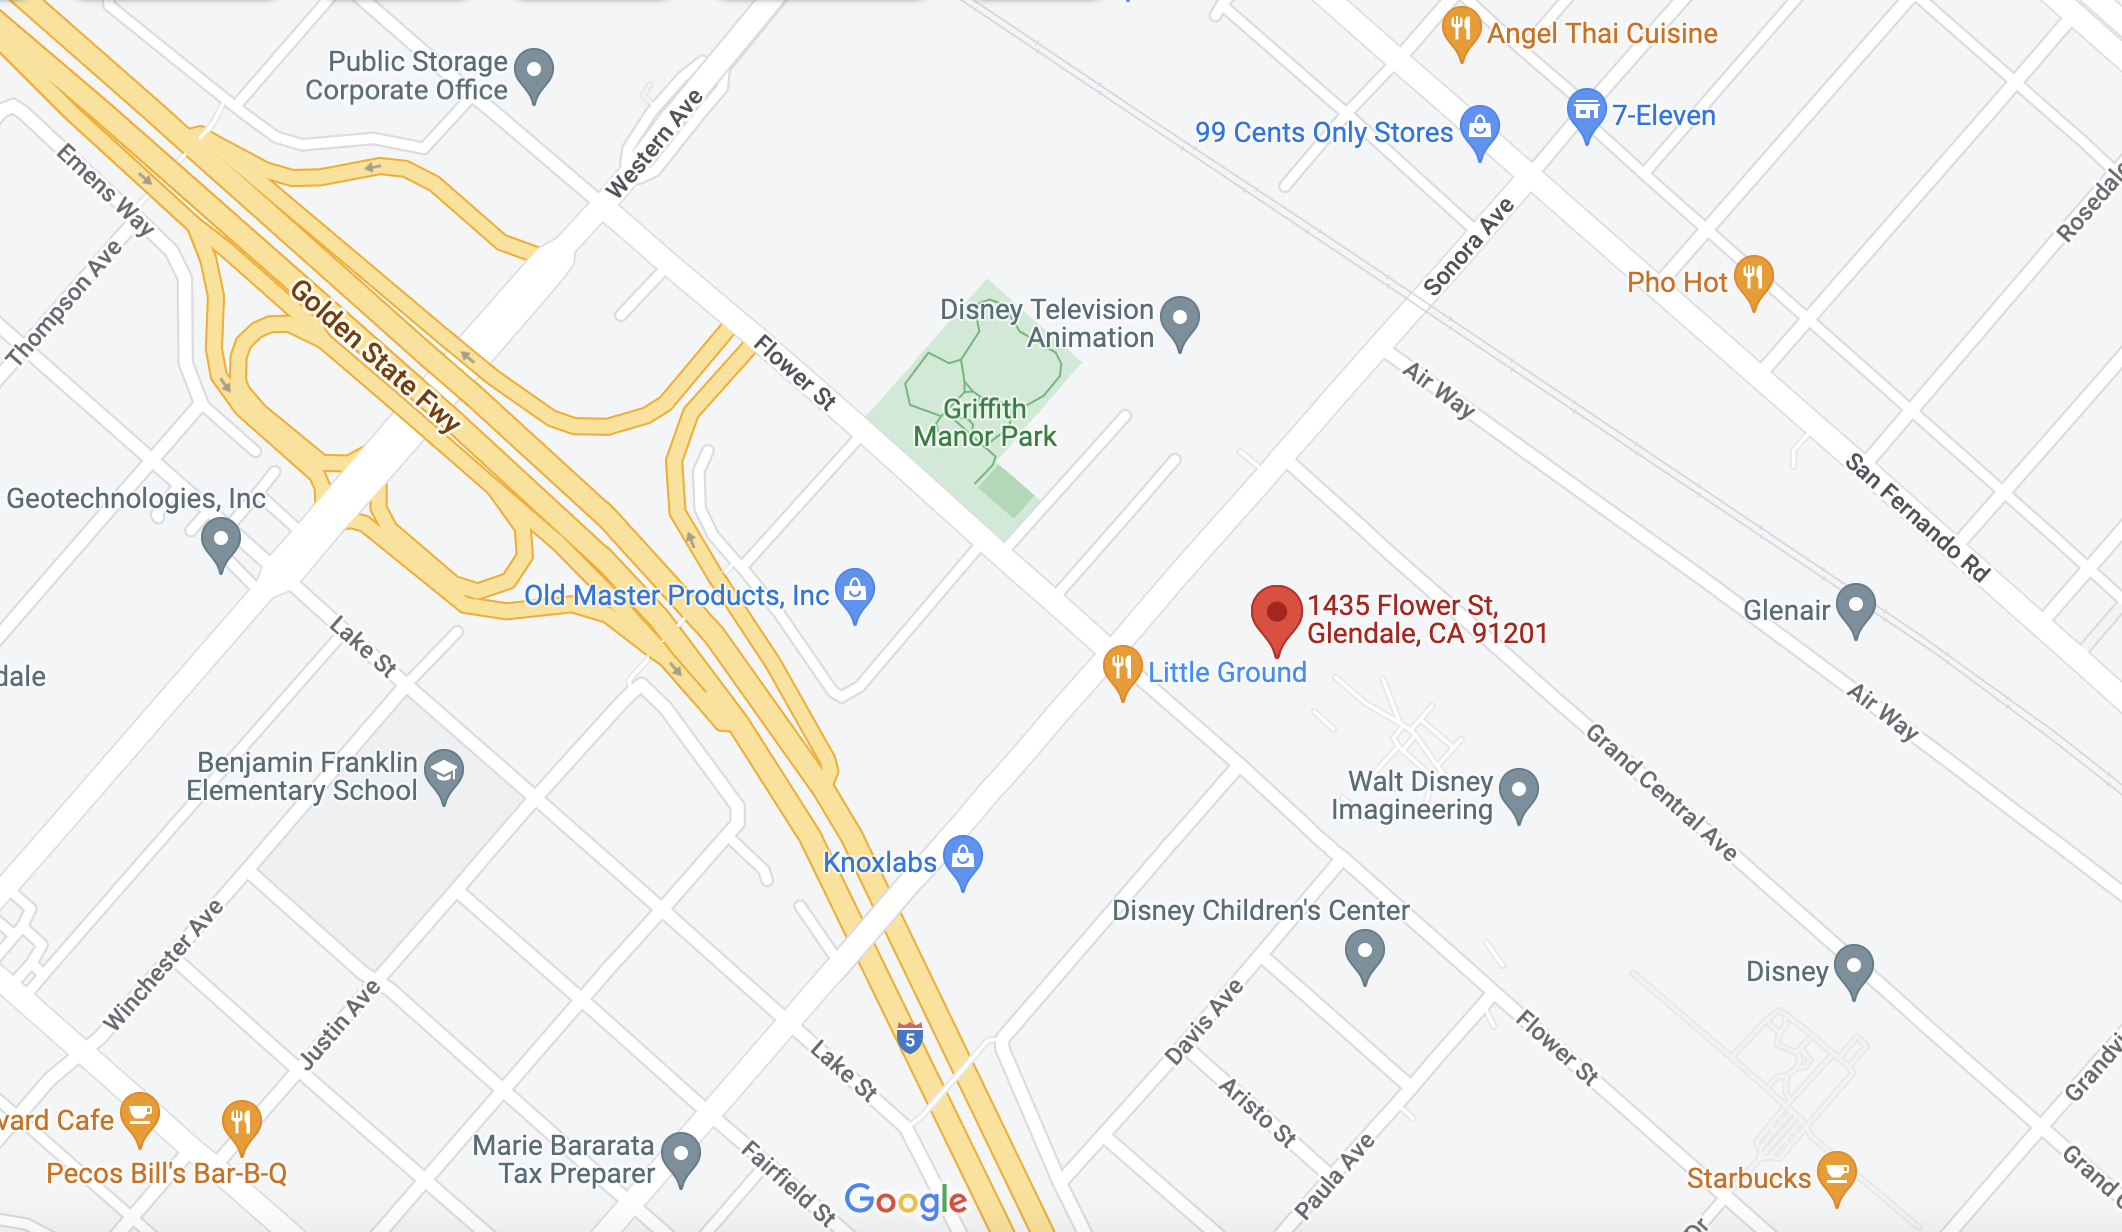 Angel Thai Cuisine
Public Storage
Corporate Office
7-Eleven
99 Cents Only Stores
Western Ave
Emens Way
Thompson Ave
Rosedale
Sonora Ave
Pho Hot
Golden State Fwy
Disney Television
Animation
Flower St
Air Way
Griffith
Manor Park
San Fernando Rd
Geotechnologies, Inc
Old Master Products, Inc
1435 Flower St,
Glendale, CA 91201
Glenair
Lake St
dale
Little Ground
Air Way
Grand Central Ave
Benjamin Franklin
Elementary School
Walt Disney
Imagineering
Knoxlabs
Disney Children's Center
Winchester Ave
Disney
Justin Ave
Davis Ave
5
Flower St
Lake St
Grandvi
Aristo St
vard Cafe
Pecos Bill's Bar-B-Q
Marie Bararata
Tax Preparer
Fairfield St
Paula Ave
Starbucks
Grand C
Dr
Google